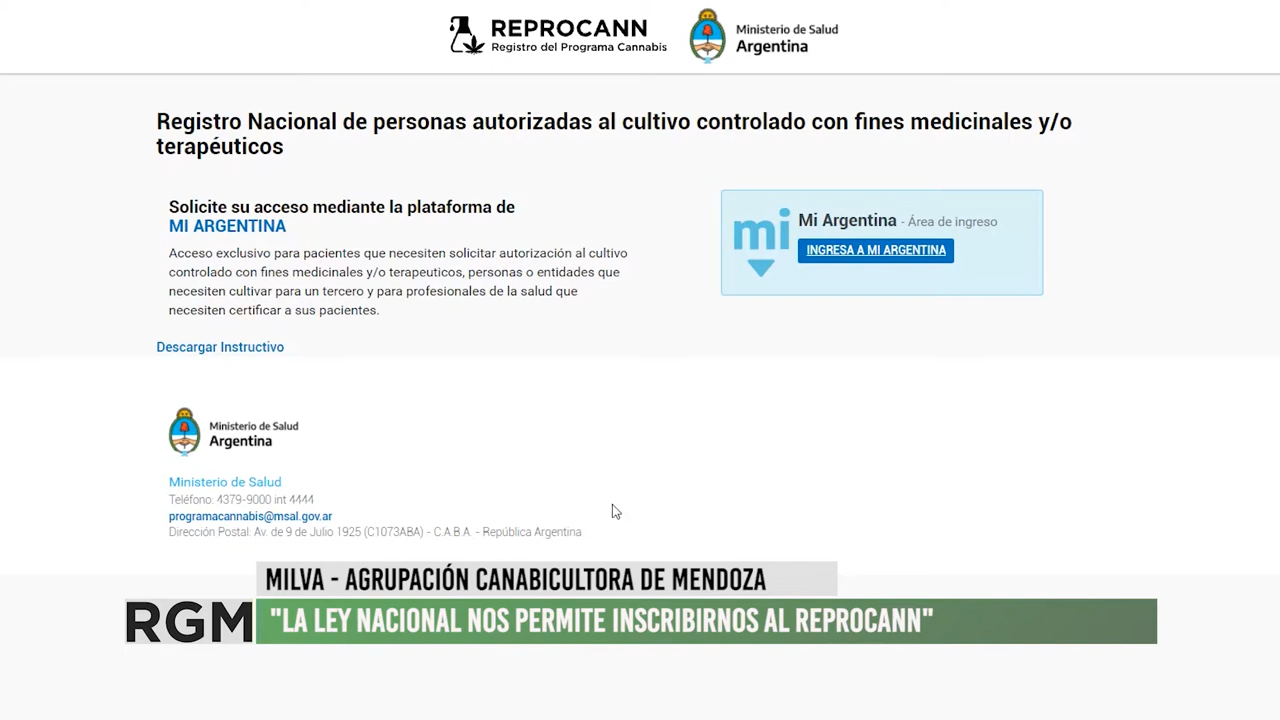 REPROCANN
Registro del Programa Cannabis
Ministerio de Salud
Argentina
Registro Nacional de personas autorizadas al cultivo controlado con fines medicinales y/o
terapéuticos
Solicite su acceso mediante la plataforma de
MI ARGENTINA
Acceso exclusivo para pacientes que necesiten solicitar autorización al cultivo
controlado con fines medicinales y/o terapeuticos, personas o entidades que
necesiten cultivar para un tercero y para profesionales de la salud que
necesiten certificar a sus pacientes.
mi
Mi Argentina - Área de ingreso
INGRESA A MI ARGENTINA
Descargar Instructivo
Ministerio de Salud
Argentina
Ministerio de Salud
Teléfono: 4379-9000 int 4444
programacannabis@msal.gov.ar
Dirección Postal: Av. de 9 de Julio 1925 (C1073ABA) - C.A.B.A. - República Argentina
MILVA - AGRUPACIÓN CANABICULTORA DE MENDOZA
RGM
"LA LEY NACIONAL NOS PERMITE INSCRIBIRNOS AL REPROCANN"